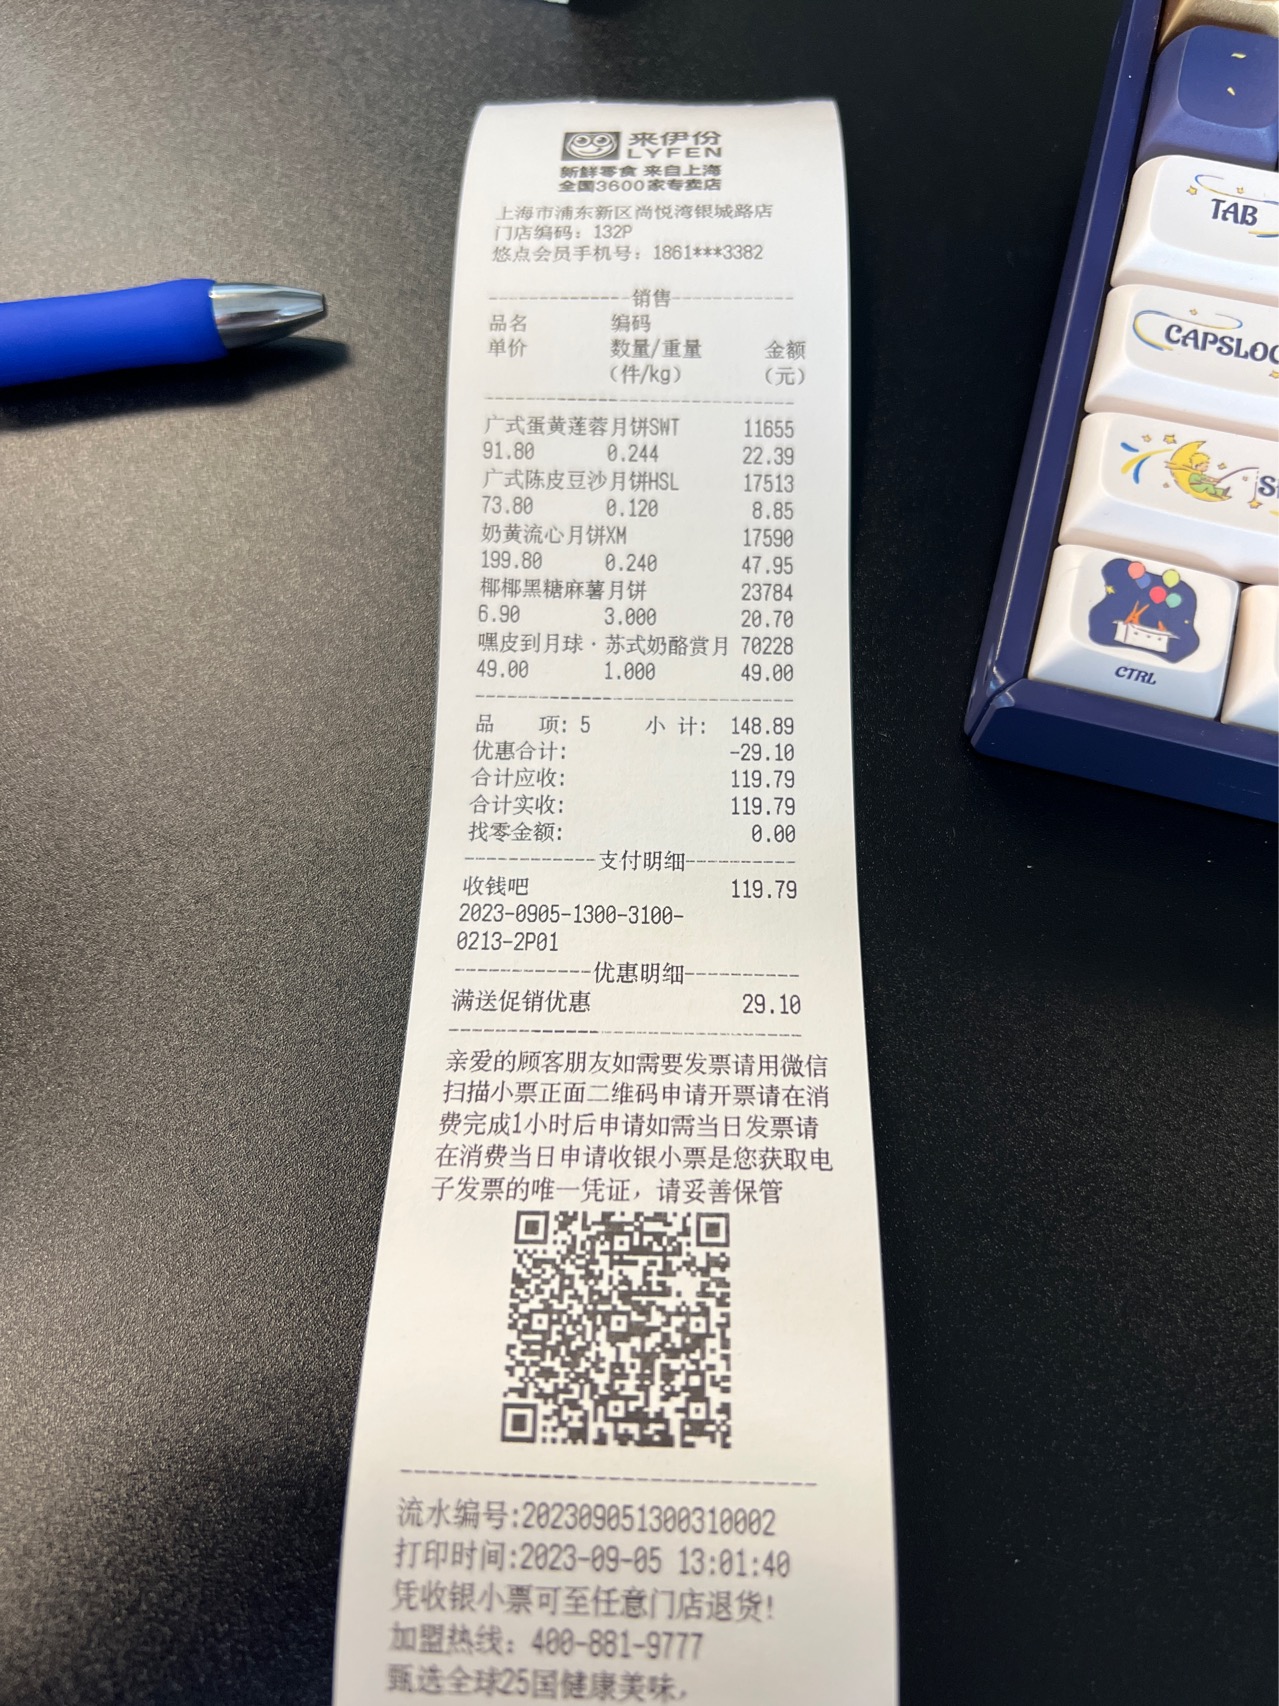 来伊份
LYFEN
新鲜零食 来自上海
全国3600家专卖店
上海市浦东新区尚悦湾银城路店
门店编码：132P
悠点会员手机号：1861***3382
--------------销售------------
品名 编码
单价 数量/重量 金额
（件/kg） （元）
广式蛋黄莲蓉月饼SWT 11655
91.80 0.244 22.39
广式陈皮豆沙月饼HSL 17513
73.80 0.120 8.85
奶黄流心月饼XM 17590
199.80 0.240 47.95
椰椰黑糖麻薯月饼 23784
6.90 3.000 20.70
嘿皮到月球·苏式奶酪赏月 70228
49.00 1.000 49.00
品 项: 5 小 计: 148.89
优惠合计: -29.10
合计应收: 119.79
合计实收: 119.79
找零金额: 0.00
------------支付明细----------
收钱吧 119.79
2023-0905-1300-3100-
0213-2P01
------------优惠明细----------
满送促销优惠 29.10
亲爱的顾客朋友如需要发票请用微信
扫描小票正面二维码申请开票请在消
费完成1小时后申请如需当日发票请
在消费当日申请收银小票是您获取电
子发票的唯一凭证，请妥善保管
流水编号:202309051300310002
打印时间:2023-09-05 13:01:40
凭收银小票可至任意门店退货!
加盟热线：400-881-9777
甄选全球25国健康美味，
TAB
CAPSLOC
CTRL